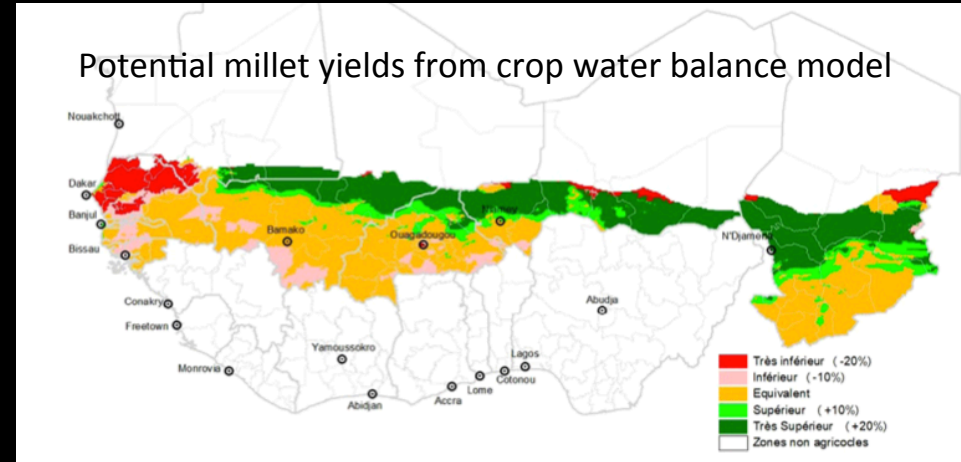 Potential millet yields from crop water balance model
Nouakchott
Dakar
Banjul
Bissau
Bamako
Ouagadougou
Niamey
N'Djamena
Conakry
Freetown
Monrovia
Yamoussokro
Abidjan
Accra
Lome
Cotonou
Lagos
Abudja
Très inférieur (-20%)
Inférieur (-10%)
Equivalent
Supérieur (+10%)
Très Supérieur (+20%)
Zones non agricocles